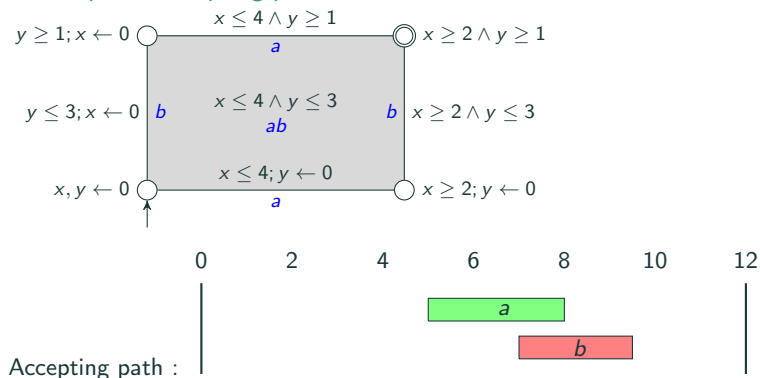 x ≤ 4 ∧ y ≥ 1
y ≥ 1; x ← 0
x ≥ 2 ∧ y ≥ 1
a
x ≤ 4 ∧ y ≤ 3
y ≤ 3; x ← 0
b
ab
b
x ≥ 2 ∧ y ≤ 3
x ≤ 4; y ← 0
x, y ← 0
x ≥ 2; y ← 0
a
0 2 4 6 8 10 12
a
b
Accepting path :